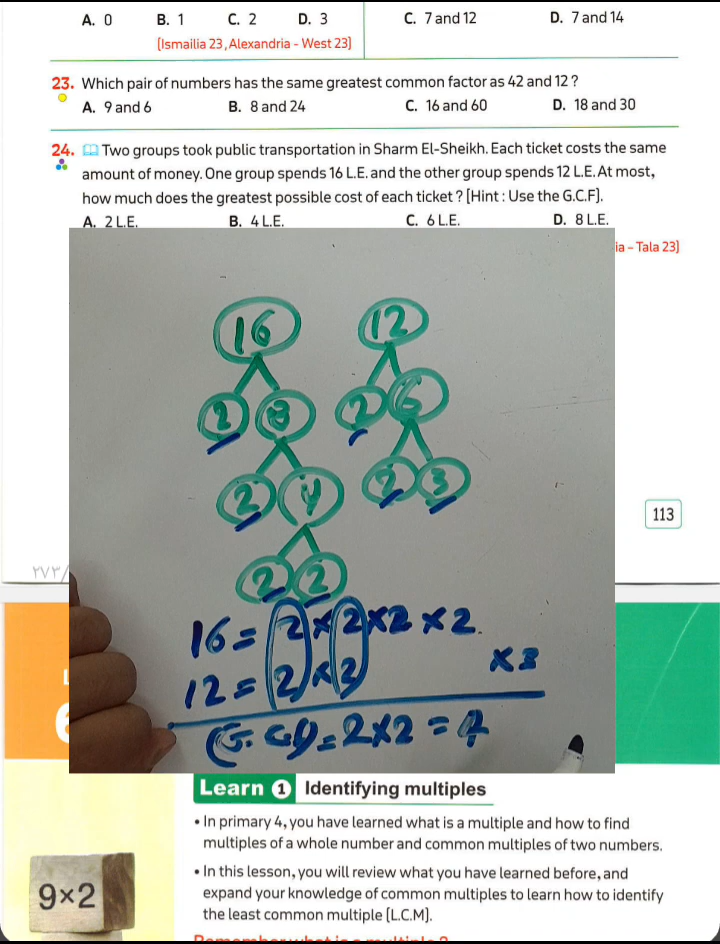 A. 0 B. 1 C. 2 D. 3
C. 7 and 12 D. 7 and 14
(Ismailia 23, Alexandria - West 23)
23. Which pair of numbers has the same greatest common factor as 42 and 12 ?
A. 9 and 6 B. 8 and 24 C. 16 and 60 D. 18 and 30
24. Two groups took public transportation in Sharm El-Sheikh. Each ticket costs the same
amount of money. One group spends 16 L.E. and the other group spends 12 L.E. At most,
how much does the greatest possible cost of each ticket ? [Hint : Use the G.C.F].
A. 2 L.E. B. 4 L.E. C. 6 L.E. D. 8 L.E.
- Tala 23)
16 12
2 8 2 6
2 4 2 3
2 2
113
٢٧٣/
16 = 2 × 2 × 2 × 2
12 = 2 × 2 × 3
G.C.f = 2 × 2 = 4
Learn 1 Identifying multiples
• In primary 4, you have learned what is a multiple and how to find
multiples of a whole number and common multiples of two numbers.
• In this lesson, you will review what you have learned before, and
expand your knowledge of common multiples to learn how to identify
the least common multiple [L.C.M].
9×2
Remember what is a multiple ?